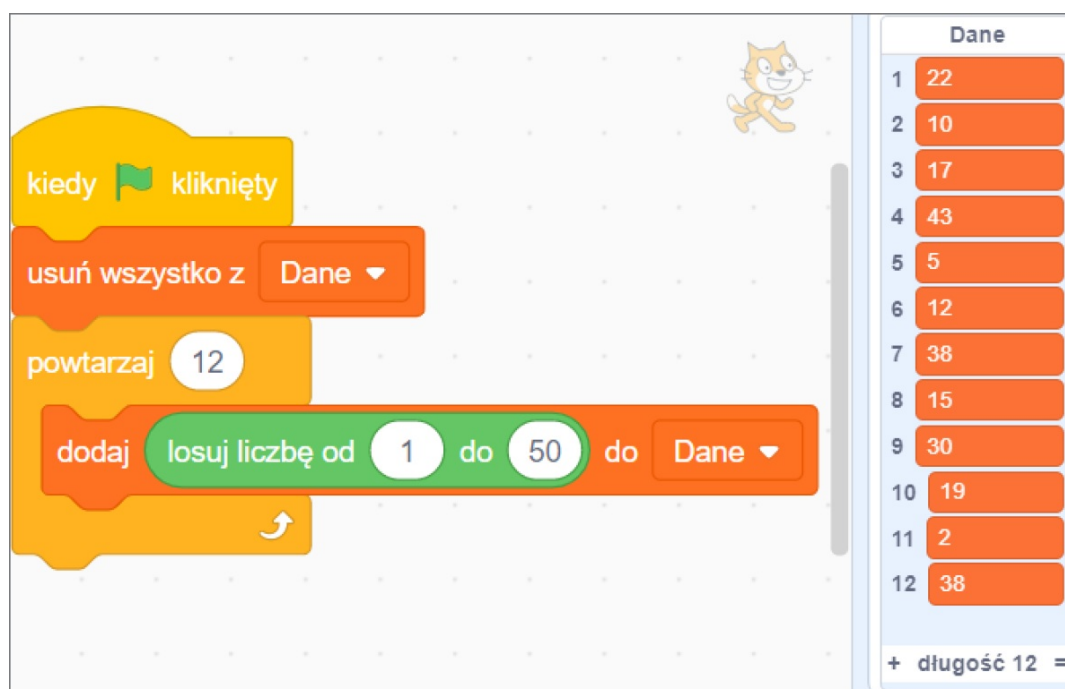 kiedy kliknięty
usuń wszystko z Dane
powtarzaj 12
dodaj losuj liczbę od 1 do 50 do Dane
Dane
1 22
2 10
3 17
4 43
5 5
6 12
7 38
8 15
9 30
10 19
11 2
12 38
+ długość 12 =